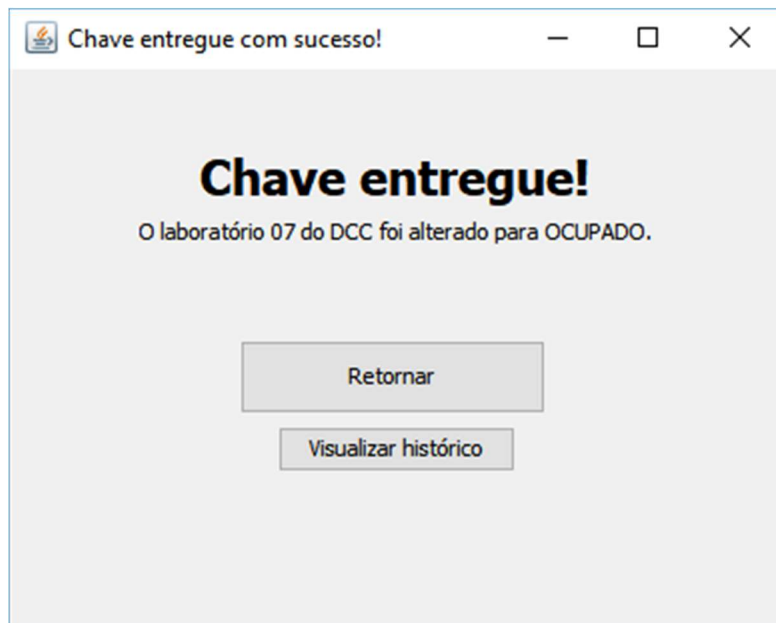 Chave entregue com sucesso!
Chave entregue!
O laboratório 07 do DCC foi alterado para OCUPADO.
Retornar
Visualizar histórico